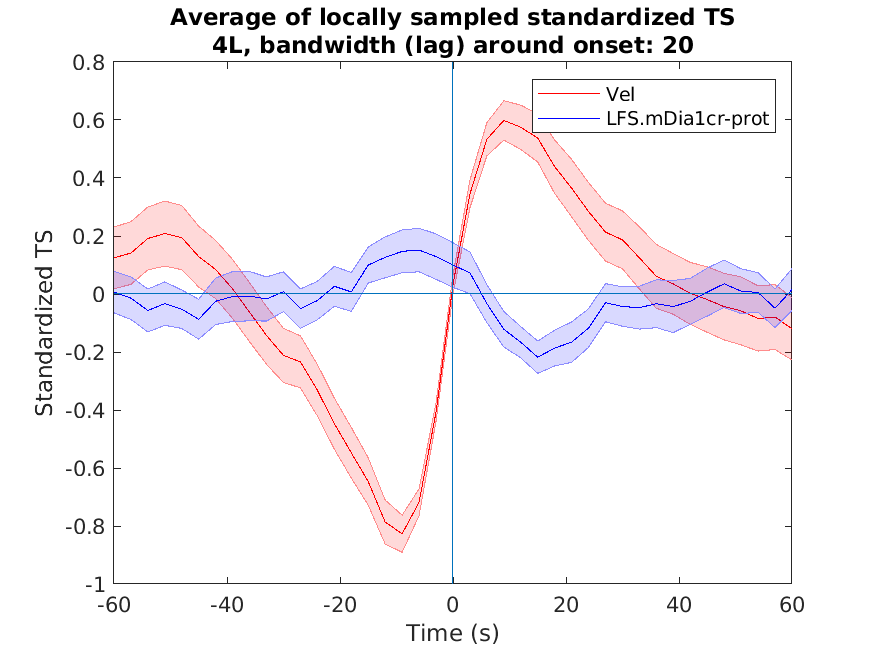 Average of locally sampled standardized TS
4L, bandwidth (lag) around onset: 20
0.8
Vel
LFS.mDia1cr-prot
0.6
0.4
0.2
0
-0.2
-0.4
-0.6
-0.8
-1
Standardized TS
-60
-40
-20
0
20
40
60
Time (s)